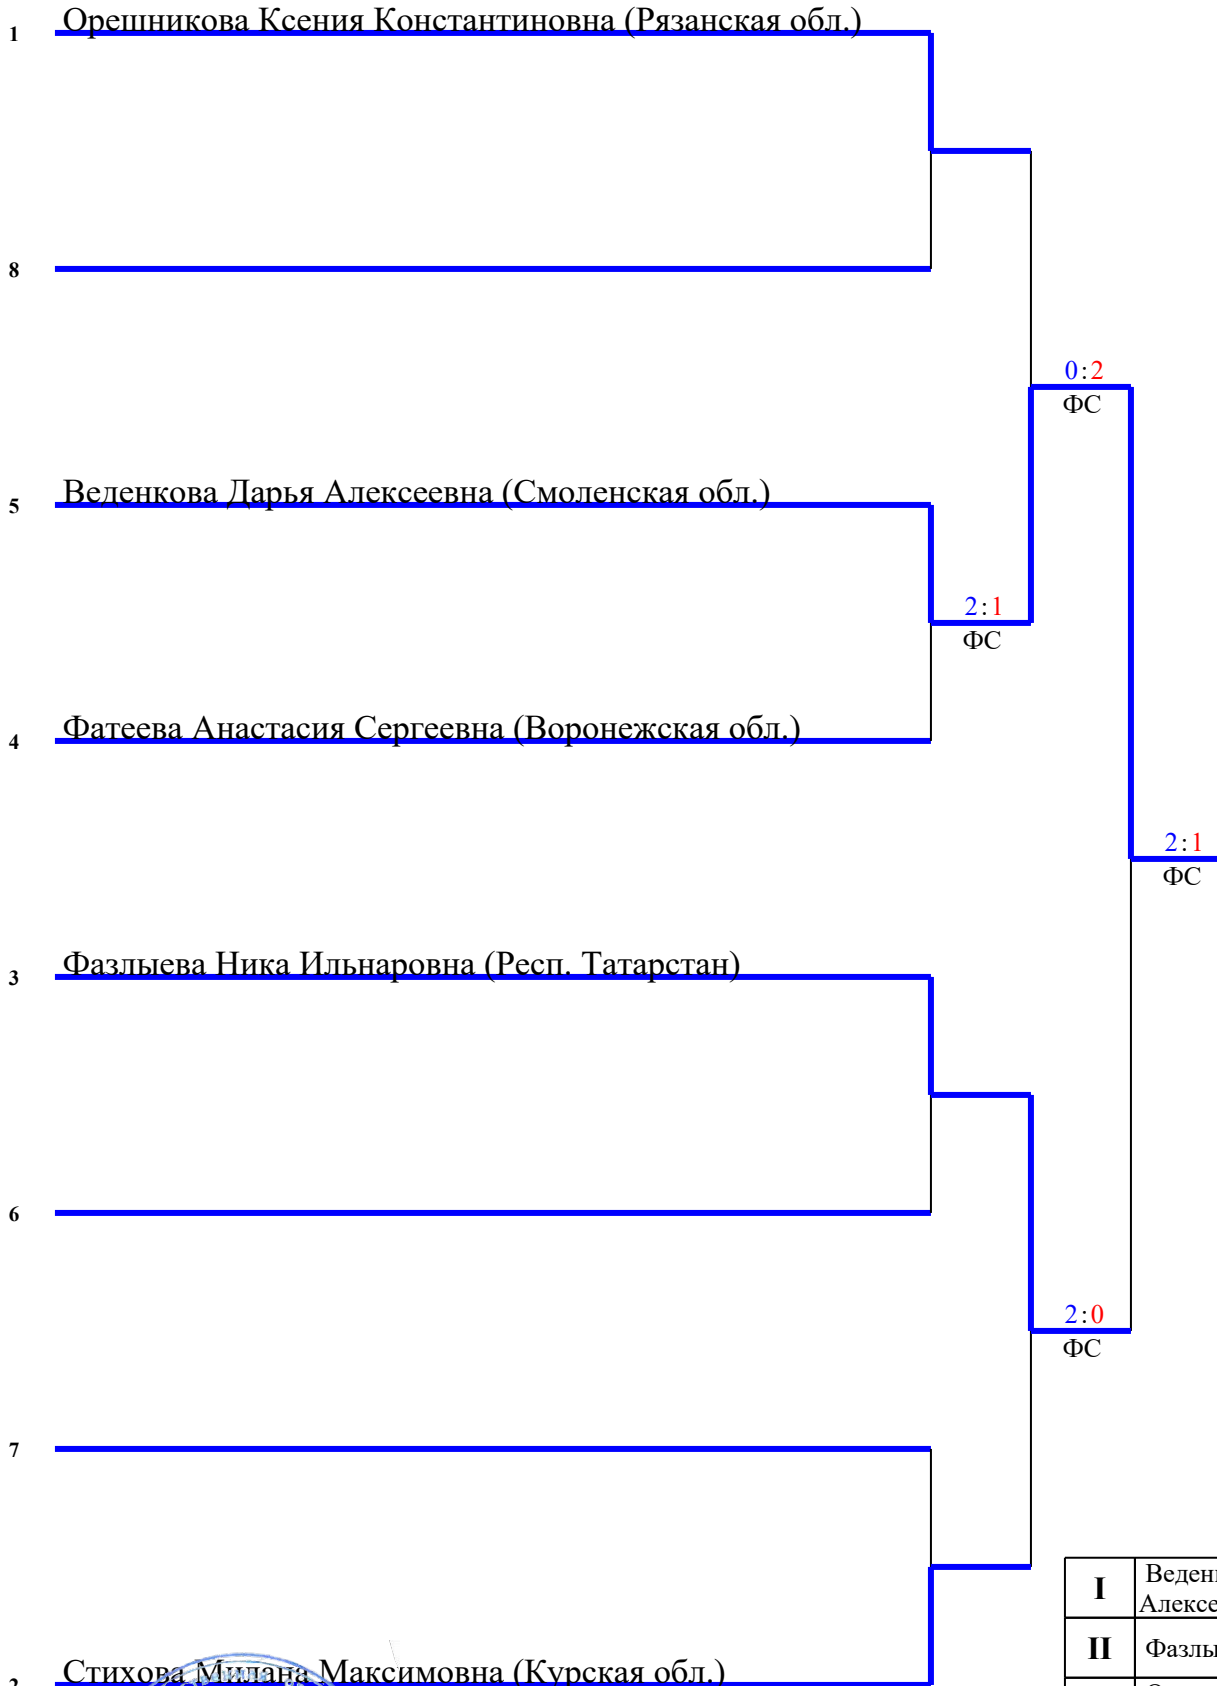 Орешникова Ксения Константиновна (Рязанская обл.)
1
8
0:2
ФС
Веденкова Дарья Алексеевна (Смоленская обл.)
5
2:1
ФС
Фатеева Анастасия Сергеевна (Воронежская обл.)
4
2:1
ФС
Фазлыева Ника Ильнаровна (Респ. Татарстан)
3
6
2:0
ФС
7
I
II
Фазлы
Стихова Милана Максимовна (Курская обл.)
2